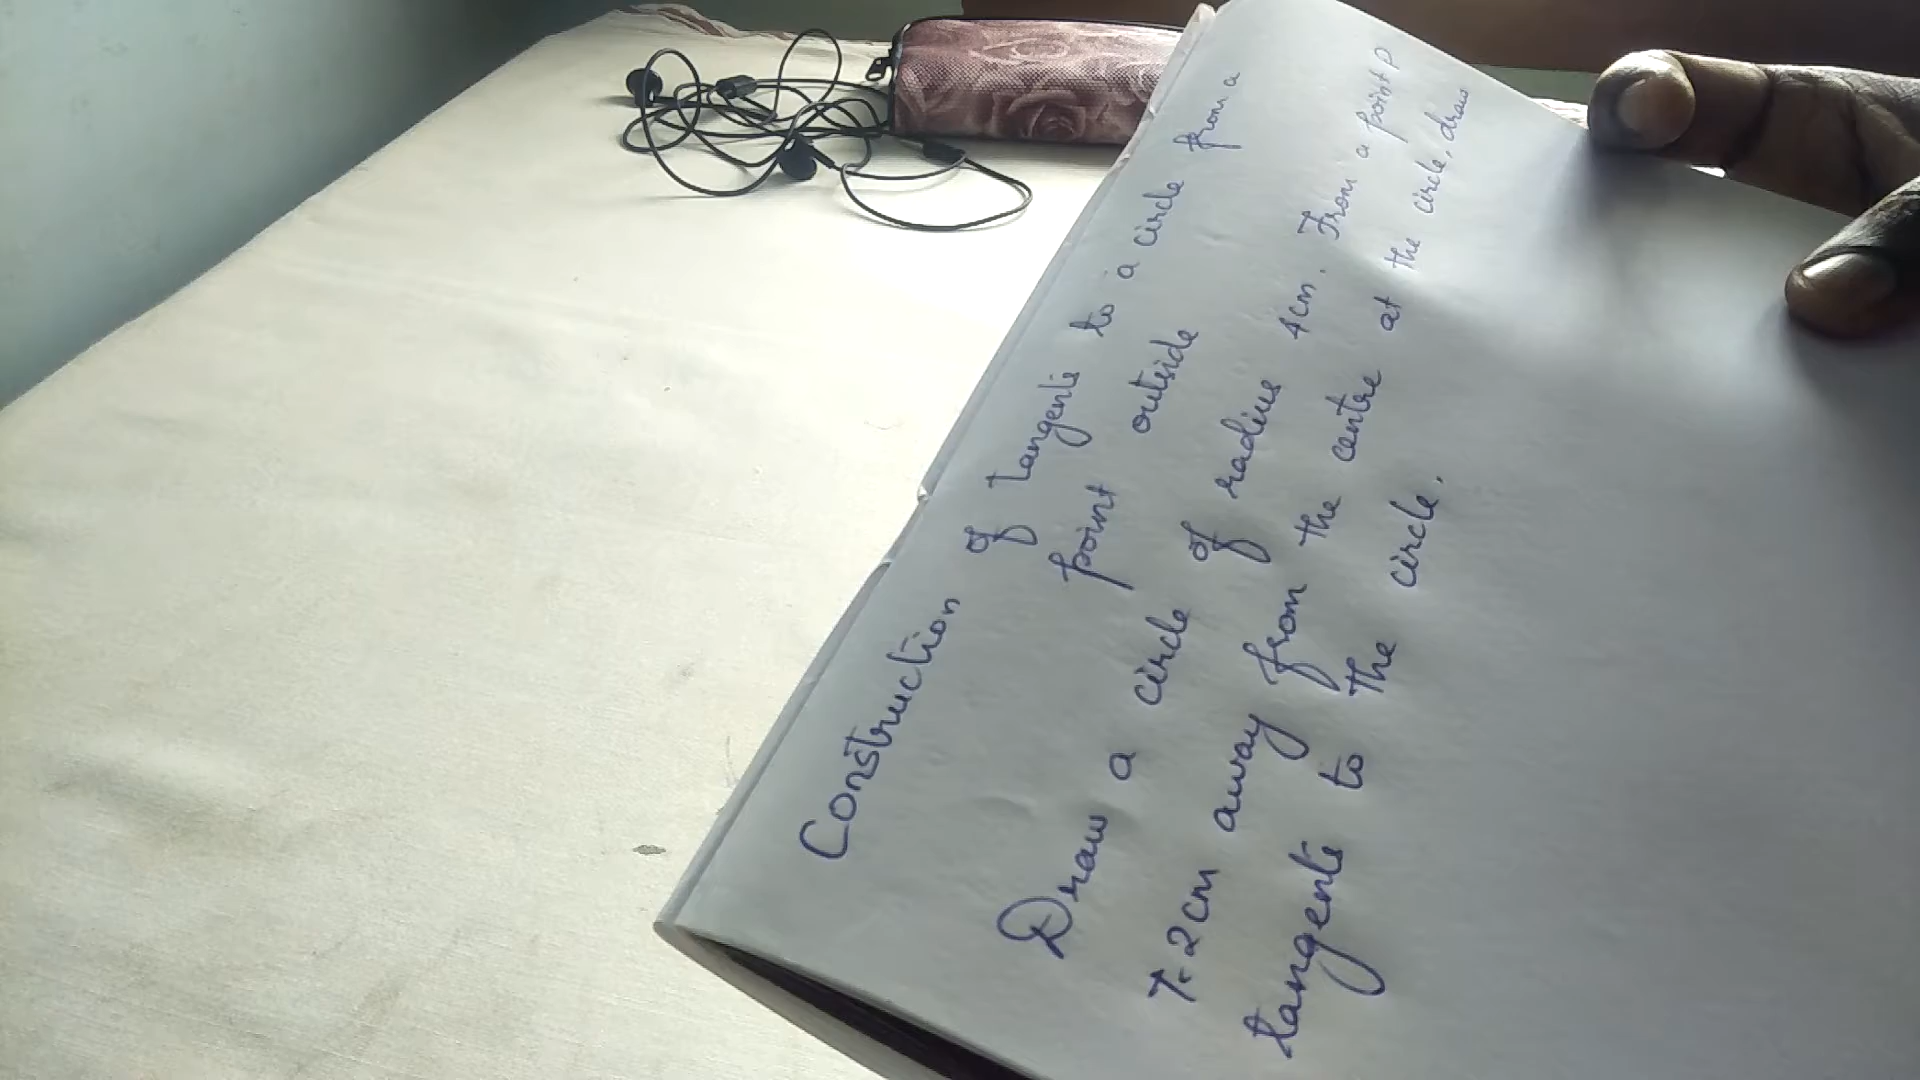 Construction of tangents to a circle from a
point outside
Draw a circle of radius 4cm. From a point P
7.2cm away from the centre at the circle, draw
tangents to the circle.